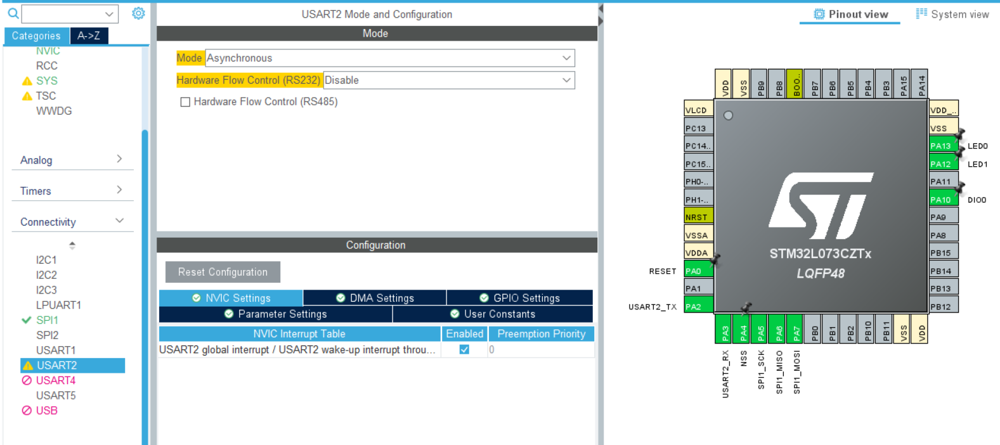 Categories
A->Z
NVIC
RCC
SYS
TSC
WWDG
Analog
Timers
Connectivity
I2C1
I2C2
I2C3
LPUART1
SPI1
SPI2
USART1
USART2
USART4
USART5
USB
USART2 Mode and Configuration
Mode
Mode Asynchronous
Hardware Flow Control (RS232) Disable
Hardware Flow Control (RS485)
Configuration
Reset Configuration
NVIC Settings
DMA Settings
GPIO Settings
Parameter Settings
User Constants
NVIC Interrupt Table Enabled Preemption Priority
USART2 global interrupt / USART2 wake-up interrupt throu... 0
Pinout view
System view
VDD
VSS
PB9
PB8
BOO..
PB7
PB6
PB5
PB4
PB3
PA15
PA14
VLCD
PC13
PC14..
PC15..
PH0-..
PH1-..
NRST
VSSA
VDDA
RESET PA0
PA1
USART2_TX PA2
STM32L073CZTx
LQFP48
VDD_..
VSS
PA13 LED0
PA12 LED1
PA11
PA10 DIO0
PA9
PA8
PB15
PB14
PB13
PB12
PA3
PA4
PA5
PA6
PA7
PB0
PB1
PB2
PB10
PB11
VSS
VDD
USART2_RX
NSS
SPI1_SCK
SPI1_MISO
SPI1_MOSI